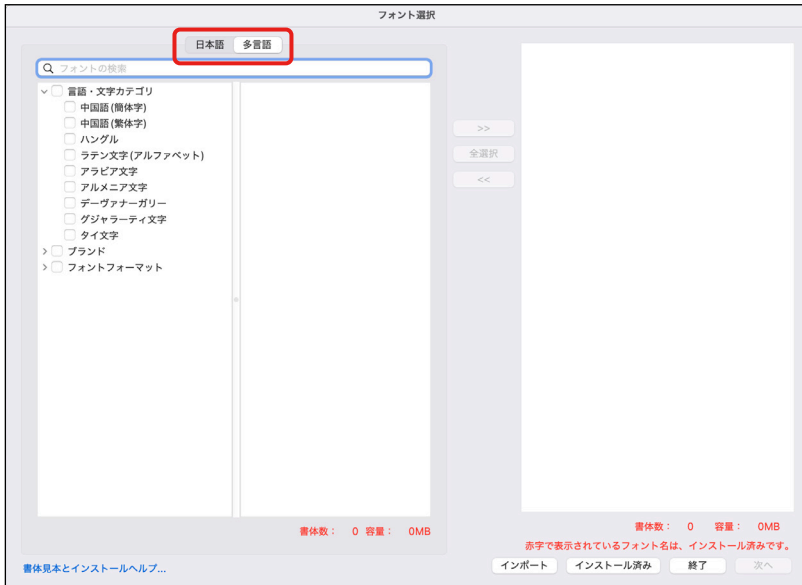 フォント選択
日本語 多言語
フォントの検索
言語・文字カテゴリ
中国語(簡体字)
中国語(繁体字)
ハングル
ラテン文字(アルファベット)
アラビア文字
アルメニア文字
デーヴァナーガリー
グジャラーティ文字
タイ文字
ブランド
フォントフォーマット
>>
全選択
<<
書体数： 0 容量： 0MB
書体数： 0 容量： 0MB
赤字で表示されているフォント名は、インストール済みです。
書体見本とインストールヘルプ...
インポート インストール済み 終了 次へ